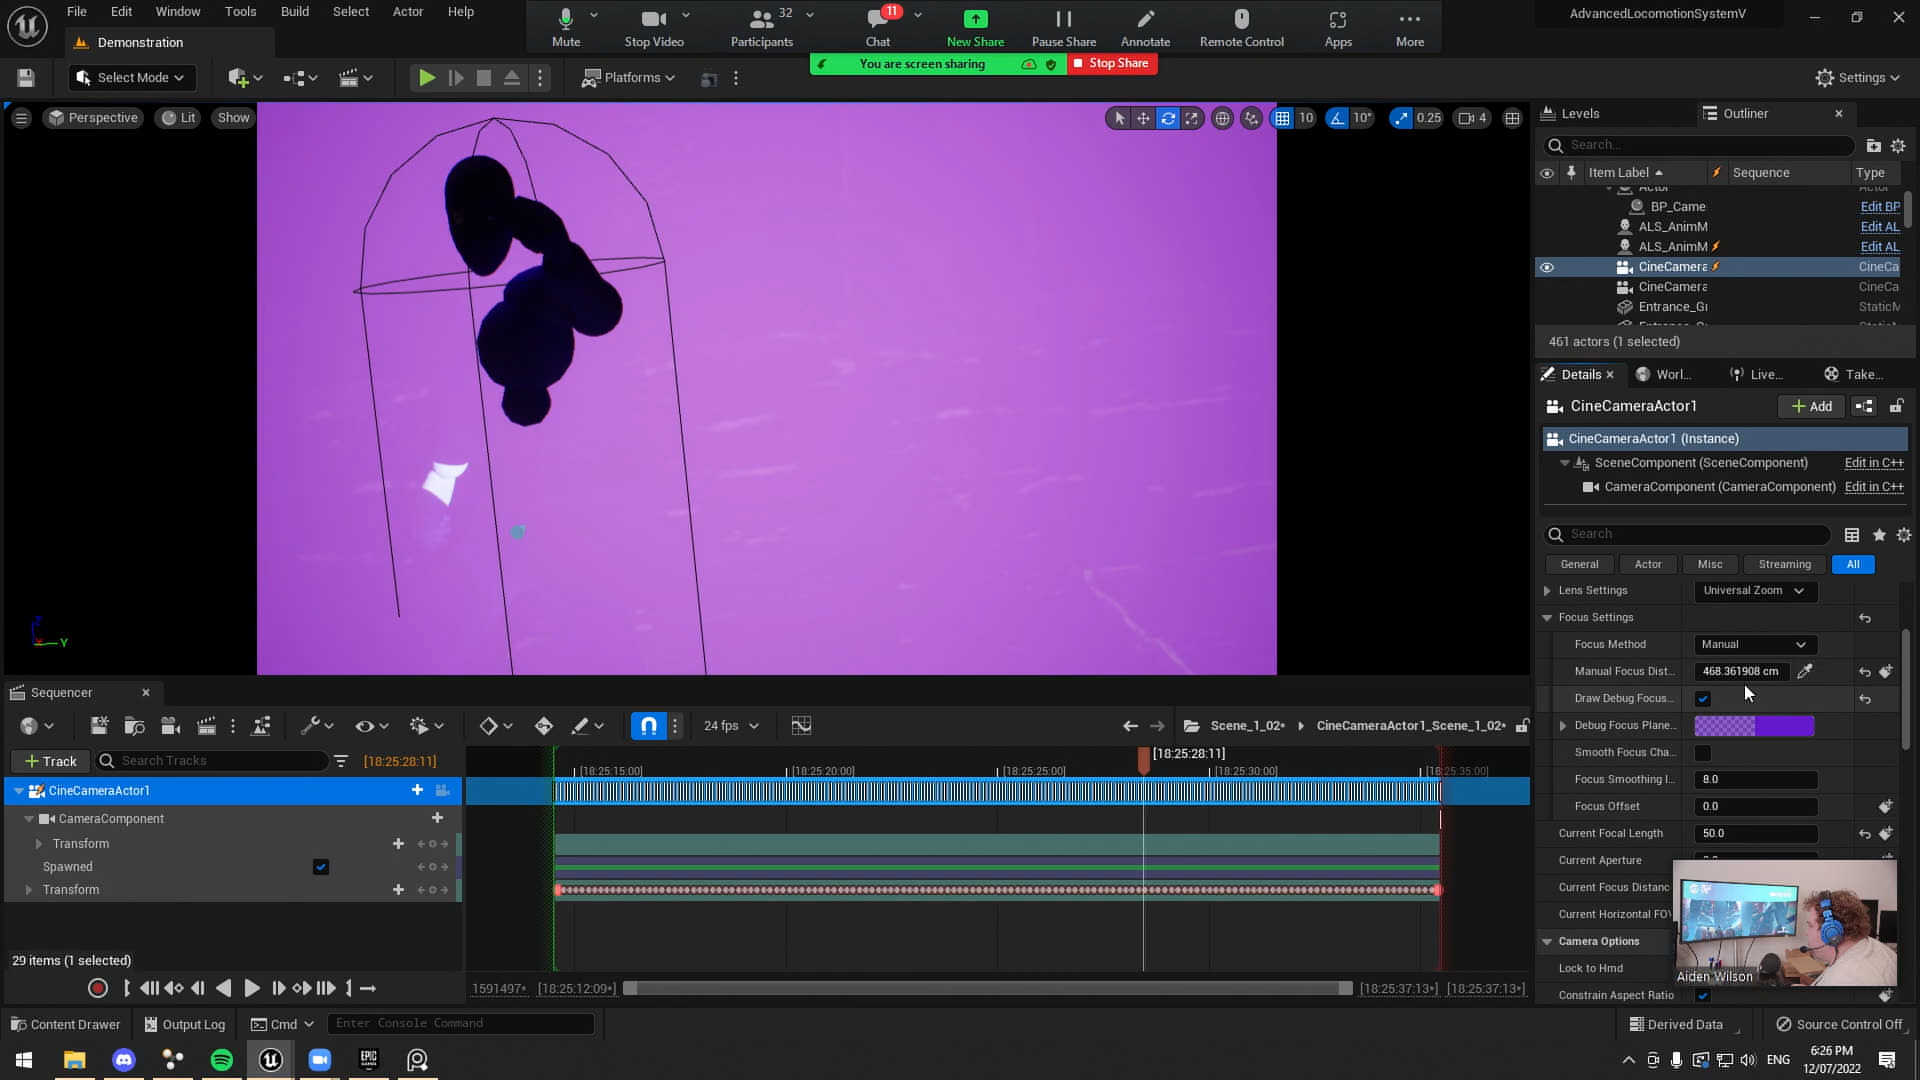 File Edit Window Tools Build Select Actor Help
Mute Stop Video 32 Participants 11 Chat New Share Pause Share Annotate Remote Control Apps More
AdvancedLocomotionSystemV
Demonstration
You are screen sharing Stop Share
Select Mode Platforms Settings
Perspective Lit Show 10 10° 0.25 4
Levels Outliner
Search...
Item Label Sequence Type
Actor Actor
BP_Came Edit BP
ALS_AnimM Edit AL
ALS_AnimM Edit AL
CineCamera CineCa
CineCamera CineCa
Entrance_Gr StaticM
461 actors (1 selected)
Details Worl... Live... Take...
CineCameraActor1 Add
CineCameraActor1 (Instance)
SceneComponent (SceneComponent) Edit in C++
CameraComponent (CameraComponent) Edit in C++
Search
General Actor Misc Streaming All
Lens Settings Universal Zoom
Focus Settings
Focus Method Manual
Manual Focus Dist... 468.361908 cm
Draw Debug Focus...
Debug Focus Plane...
Smooth Focus Cha...
Focus Smoothing I... 8.0
Focus Offset 0.0
Current Focal Length 50.0
Current Aperture
Current Focus Distanc
Current Horizontal FOV
Camera Options
Lock to Hmd
Constrain Aspect Ratio
Aiden Wilson
Z
X Y
Sequencer
24 fps Scene_1_02* CineCameraActor1_Scene_1_02*
Track Search Tracks [18:25:28:11]
[18:25:28:11]
[18:25:15:00] [18:25:20:00] [18:25:25:00] [18:25:30:00] [18:25:35:00]
CineCameraActor1
CameraComponent
Transform
Spawned
Transform
29 items (1 selected)
1591497* [18:25:12:09*] [18:25:37:13*] [18:25:37:13*]
Content Drawer Output Log Cmd Enter Console Command Derived Data Source Control Off
EPIC GAMES
ENG 6:26 PM
12/07/2022